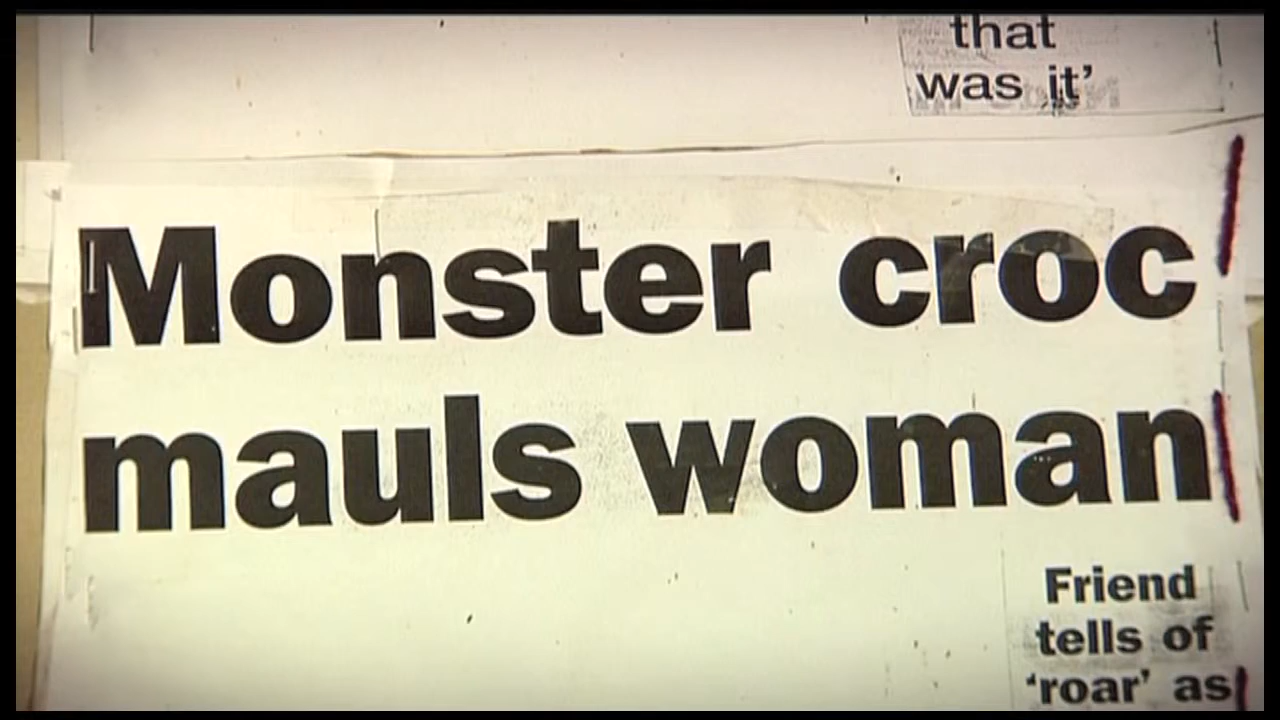 that
was it’
Monster croc
mauls woman
Friend
tells of
‘roar’ as